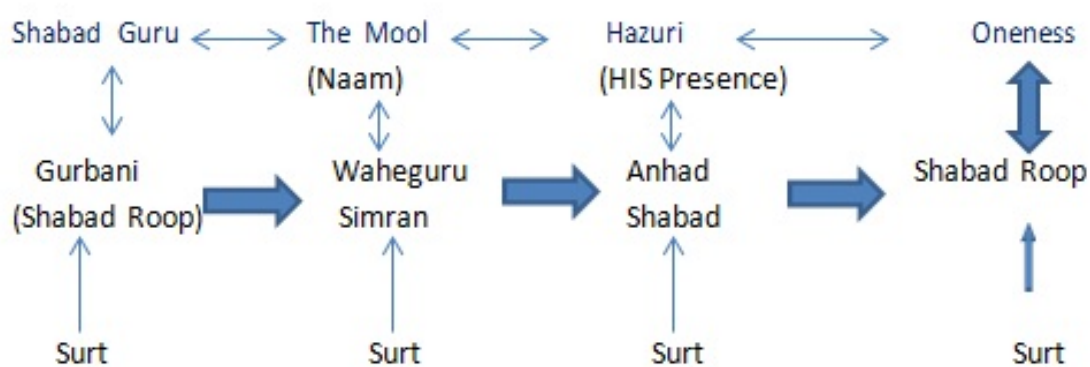 Shabad Guru The Mool Hazuri Oneness
(Naam) (HIS Presence)
Gurbani Waheguru Anhad Shabad Roop
(Shabad Roop) Simran Shabad
Surt Surt Surt Surt